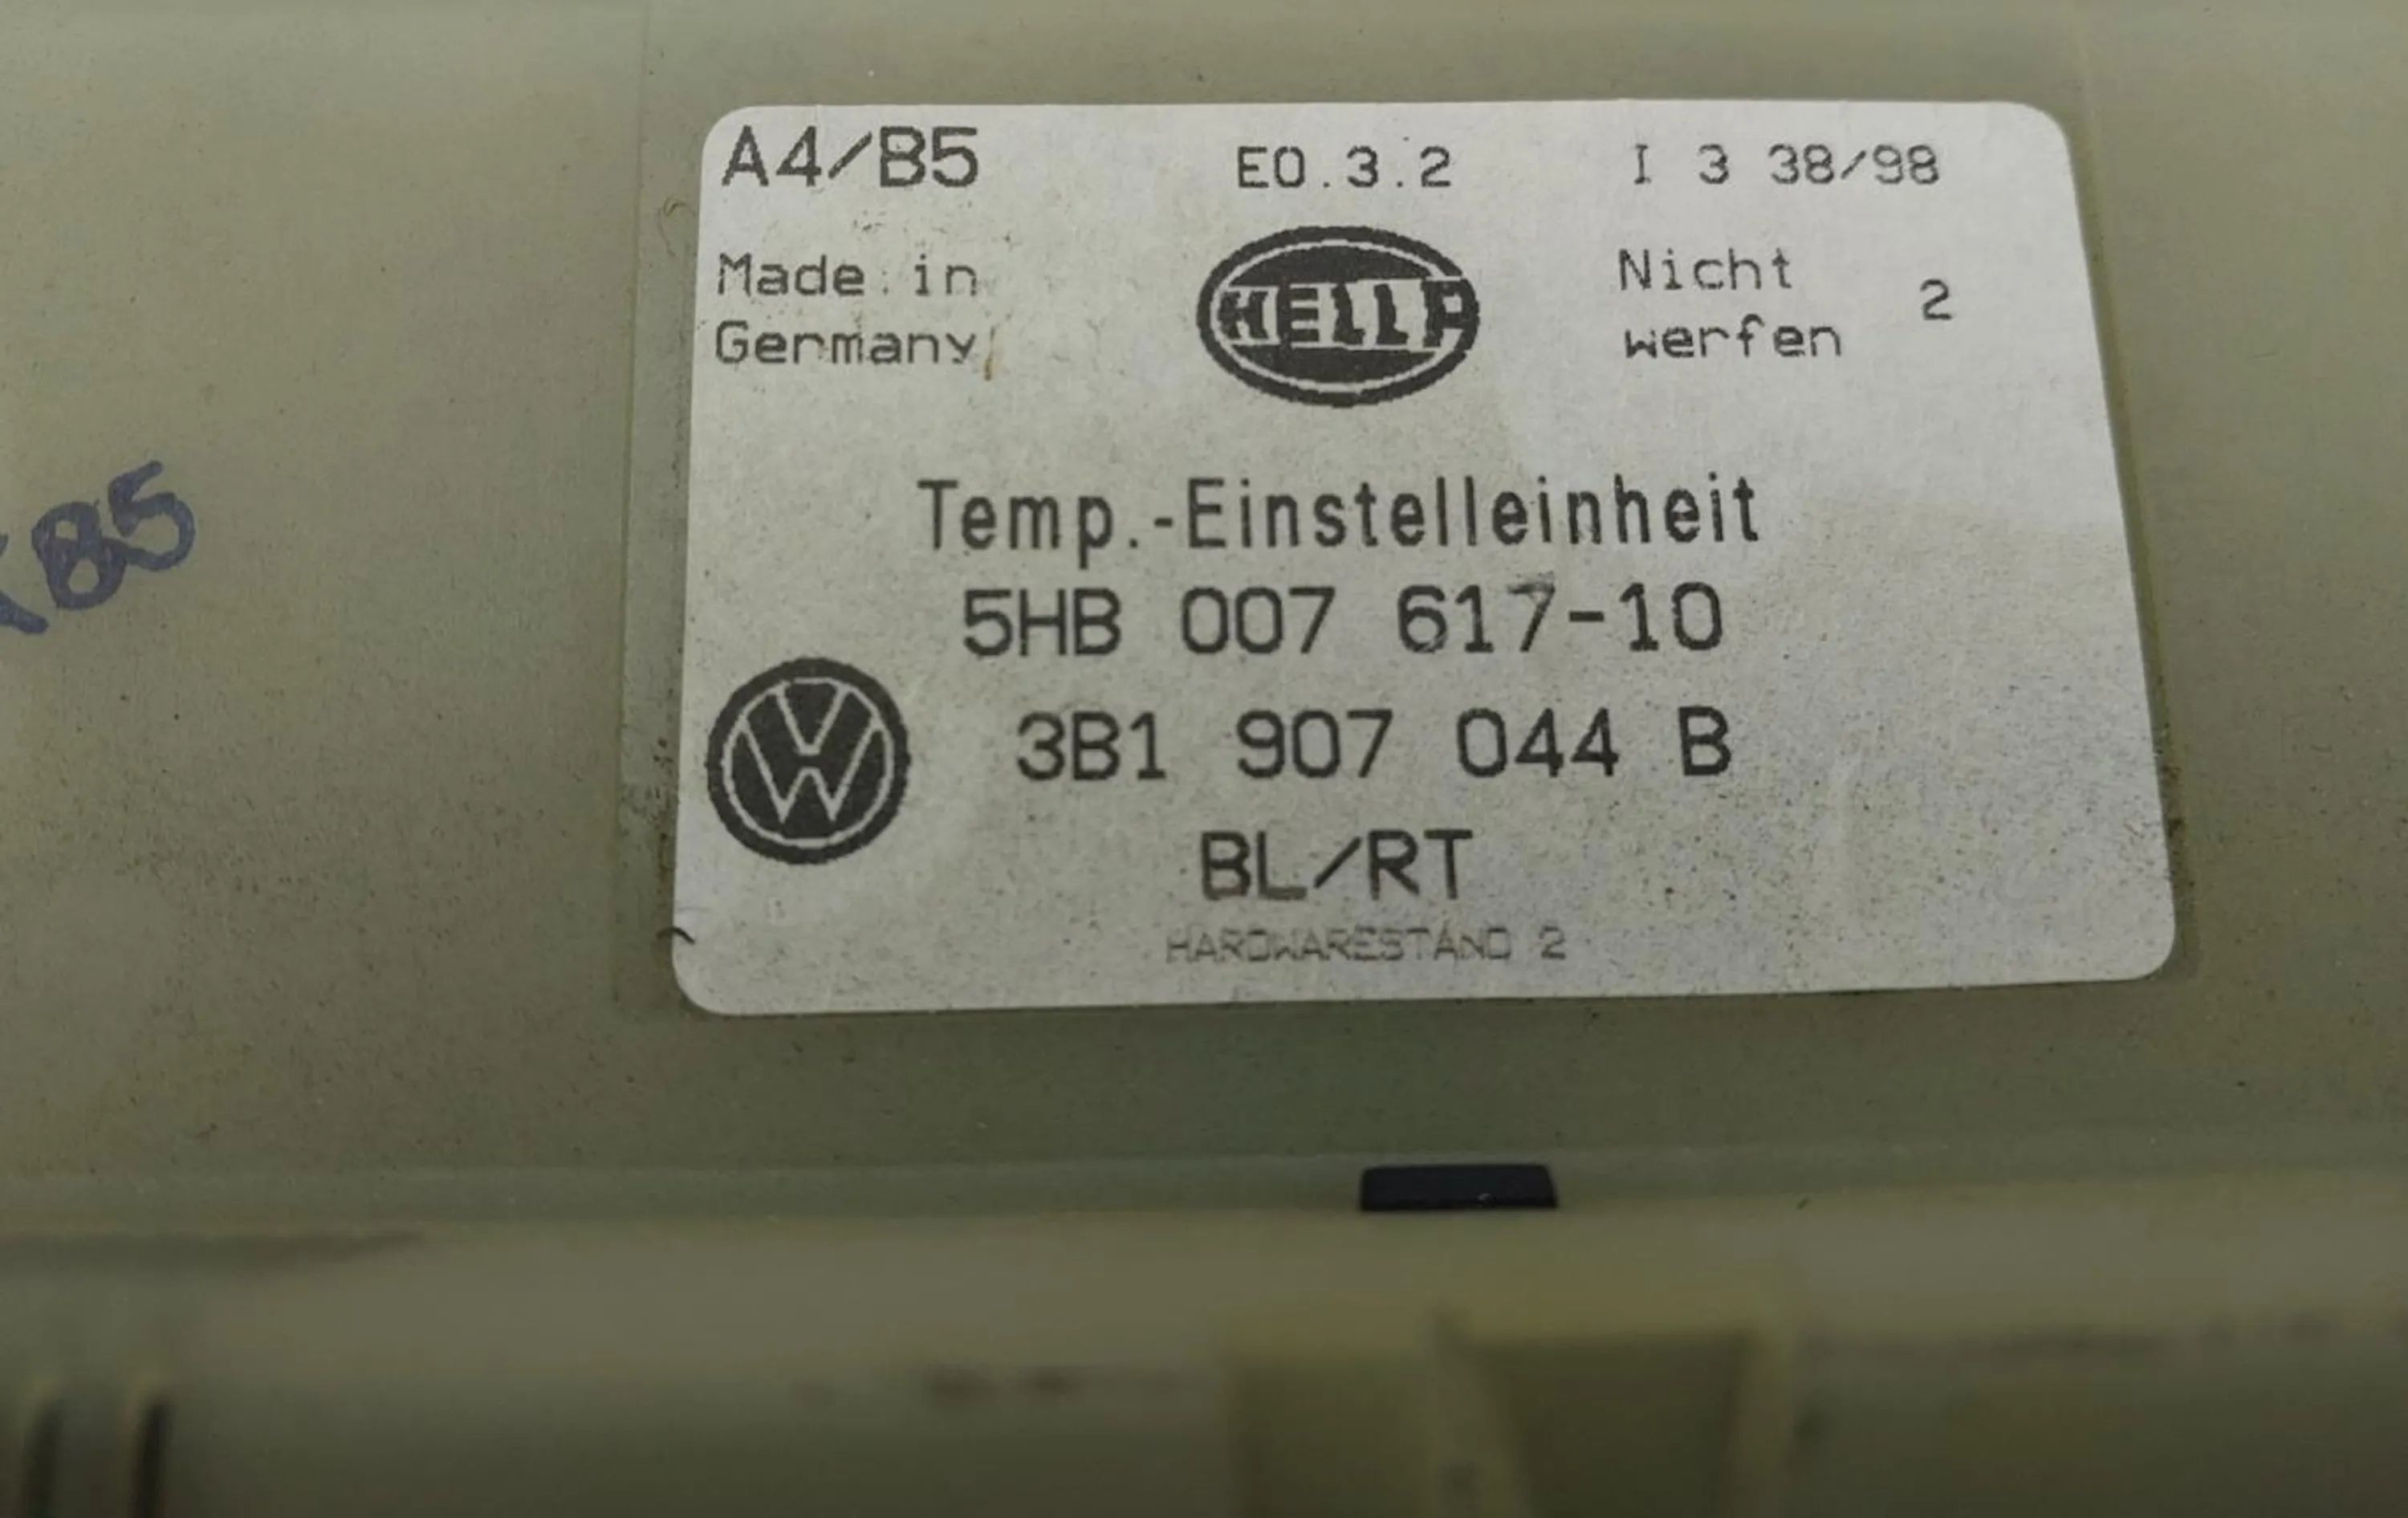 A4/B5 E0.3.2 I 3 38/98
Made in
Germany
HELLA
Nicht
werfen 2
Temp.-Einstelleinheit
5HB 007 617-10
3B1 907 044 B
BL/RT
HARDWARESTAND 2
85